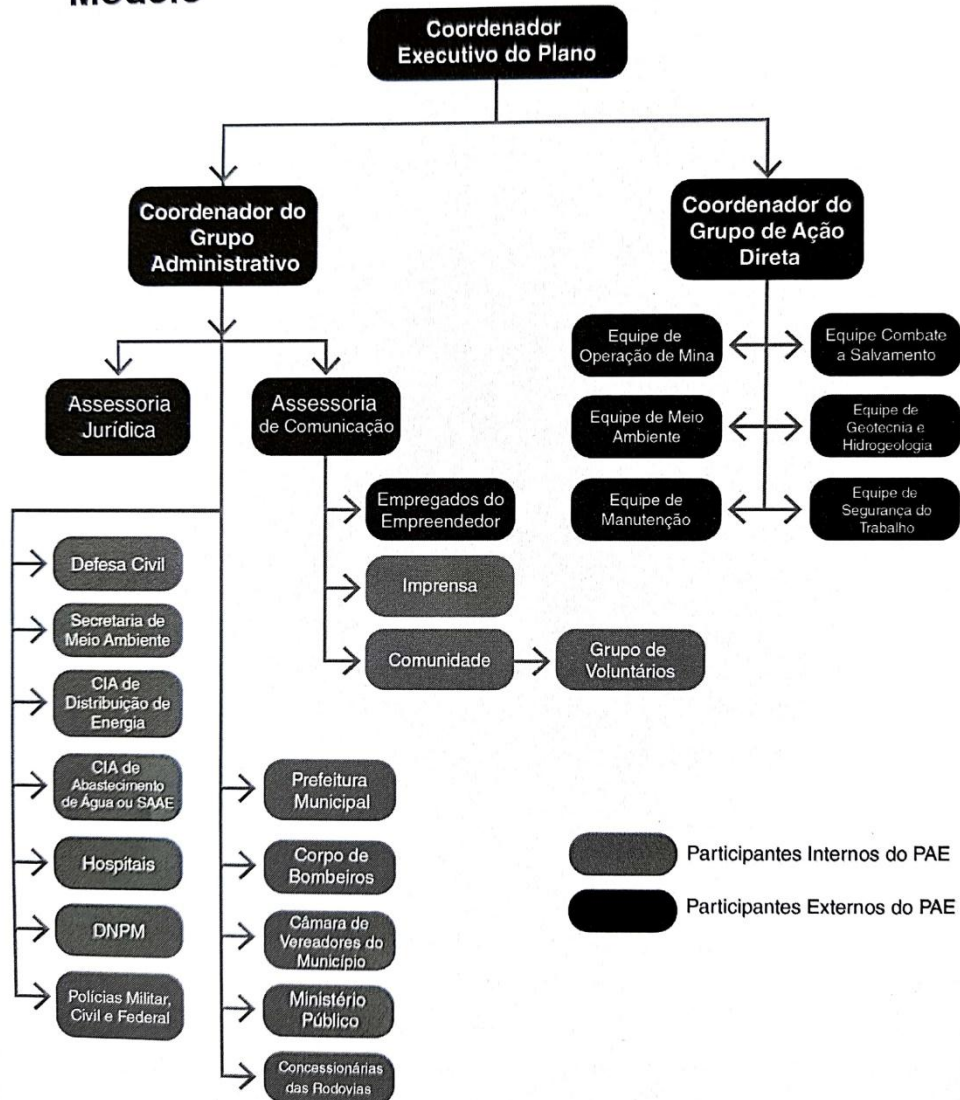 Modelo
Coordenador
Executivo do Plano
Coordenador do
Grupo
Administrativo
Coordenador do
Grupo de Ação
Direta
Assessoria
Jurídica
Assessoria
de Comunicação
Equipe de
Operação de Mina
Equipe Combate
a Salvamento
Equipe de Meio
Ambiente
Equipe de
Geotecnia e
Hidrogeologia
Equipe de
Manutenção
Equipe de
Segurança do
Trabalho
Empregados do
Empreendedor
Imprensa
Comunidade
Grupo de
Voluntários
Defesa Civil
Secretaria de
Meio Ambiente
CIA de
Distribuição de
Energia
CIA de
Abastecimento
de Água ou SAAE
Hospitais
DNPM
Polícias Militar,
Civil e Federal
Prefeitura
Municipal
Corpo de
Bombeiros
Câmara de
Vereadores do
Município
Ministério
Público
Concessionárias
das Rodovias
Participantes Internos do PAE
Participantes Externos do PAE